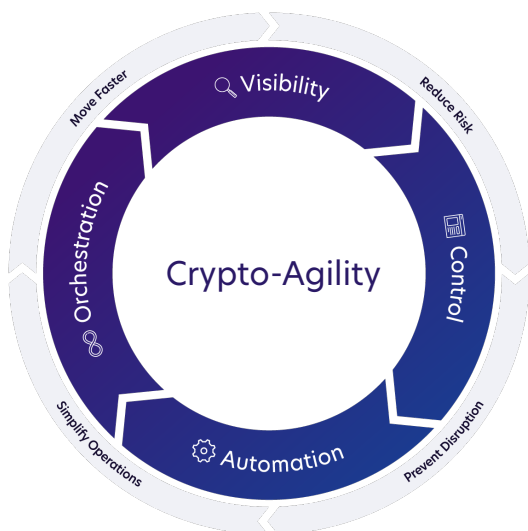 Move Faster
Reduce Risk
Visibility
Control
Orchestration
Crypto-Agility
Automation
Simplify Operations
Prevent Disruption